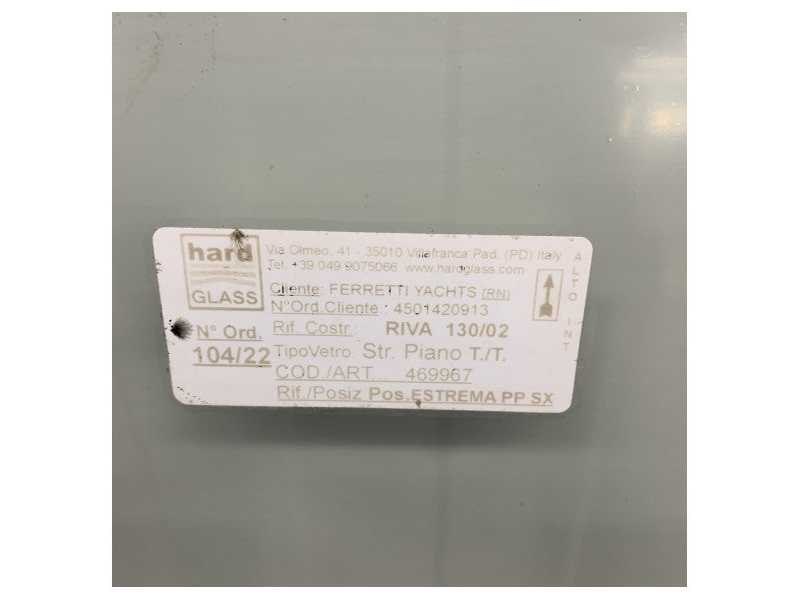 hard
GLASS
Via Olmeo, 41 - 35010 Villafranca Pad. (PD) Italy
Tel. +39 049 9075066 www.hardglass.com
Cliente: FERRETTI YACHTS (RN)
N°Ord.Cliente: 4501420913
Rif. Costr.: RIVA 130/02
N° Ord.
104/22
TipoVetro: Str. Piano T./T.
COD./ART... 469967
Rif./Posiz Pos.ESTREMA PP SX
ALTO INT